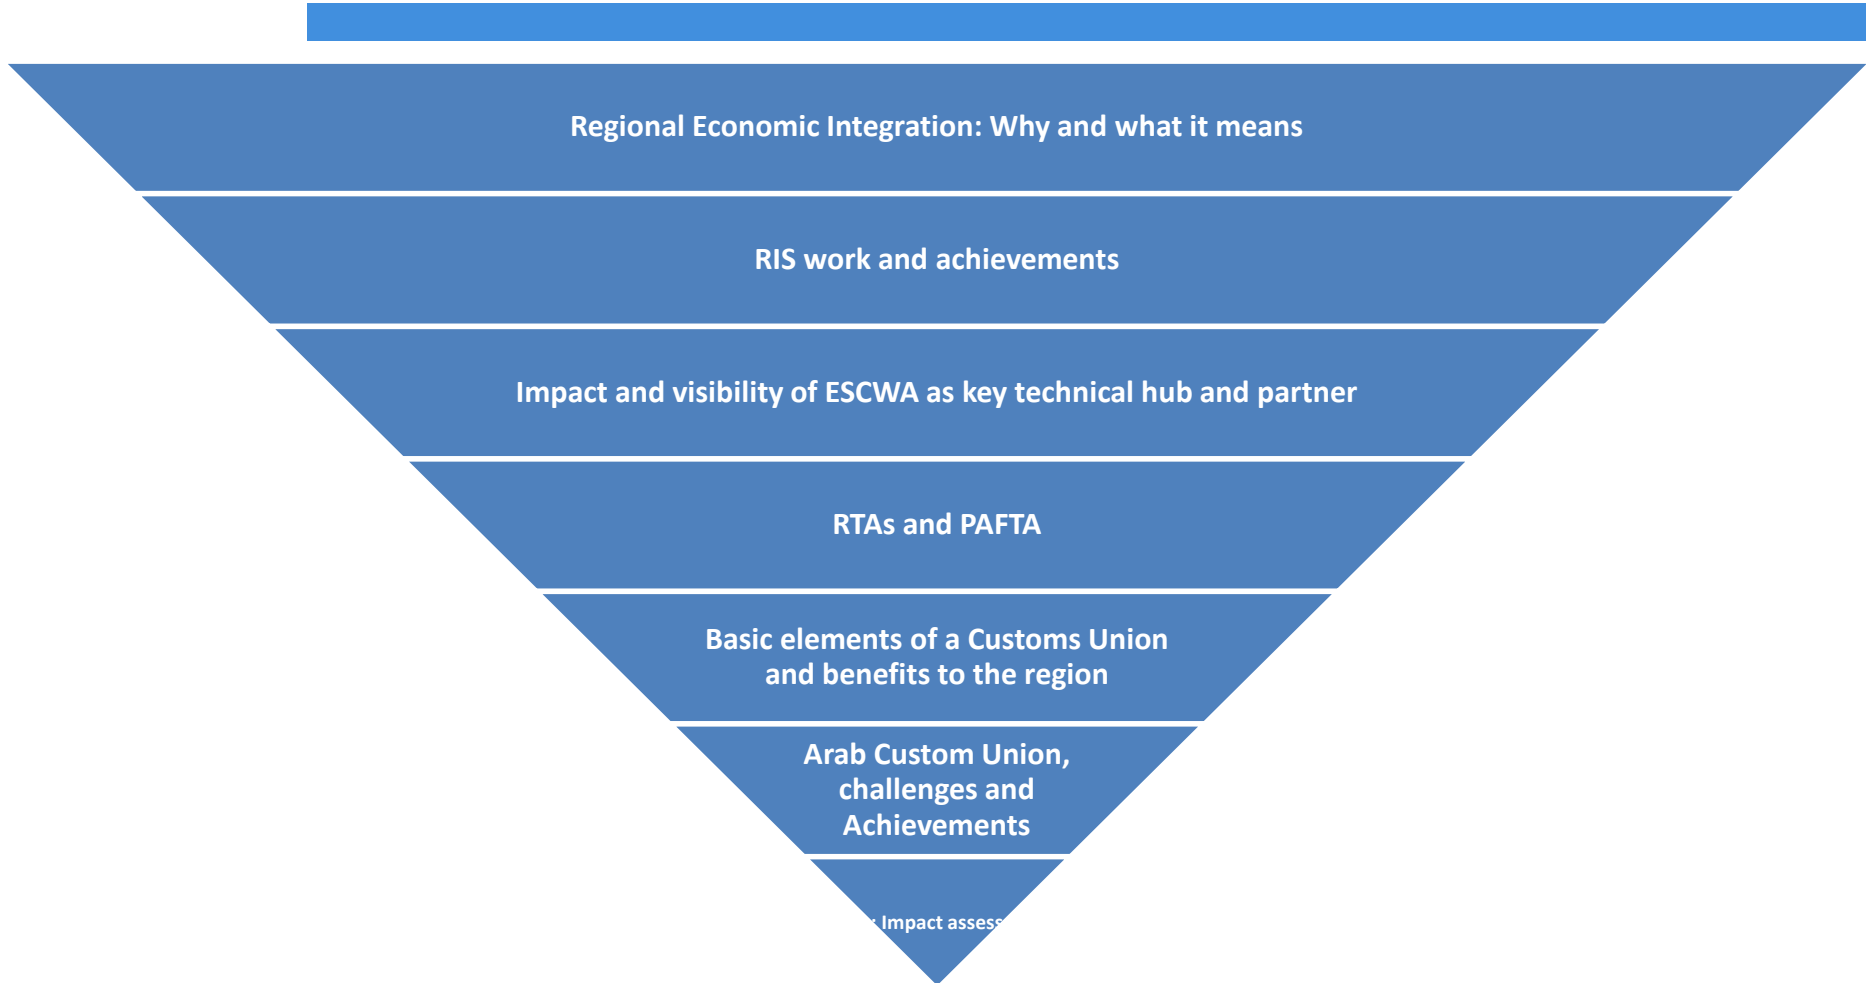 Regional Economic Integration: Why and what it means
RIS work and achievements
Impact and visibility of ESCWA as key technical hub and partner
RTAs and PAFTA
Basic elements of a Customs Union
and benefits to the region
Arab Custom Union,
challenges and
Achievements
: Impact